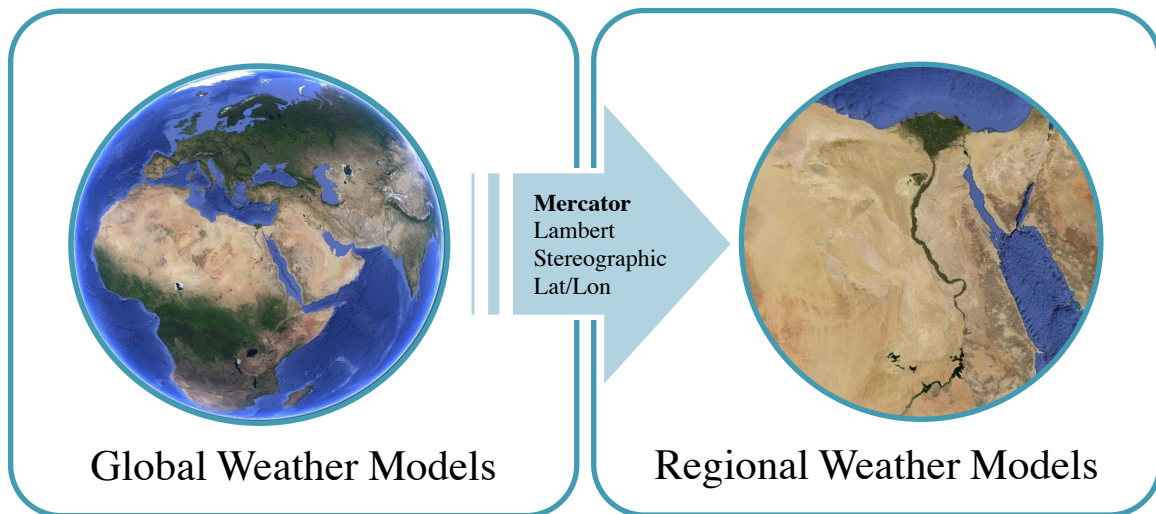 Mercator
Lambert
Stereographic
Lat/Lon
Global Weather Models
Regional Weather Models